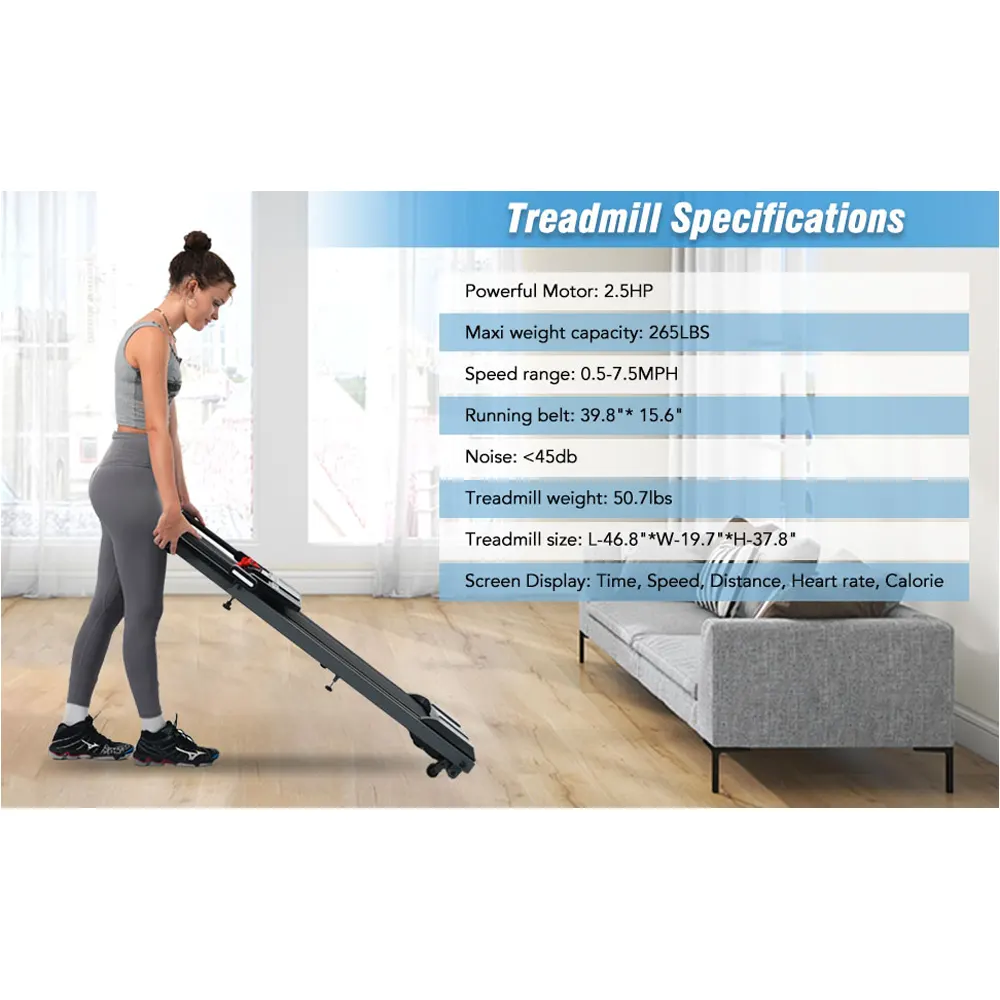 Treadmill Specifications
Powerful Motor: 2.5HP
Maxi weight capacity: 265LBS
Speed range: 0.5-7.5MPH
Running belt: 39.8"* 15.6"
Noise: <45db
Treadmill weight: 50.7lbs
Treadmill size: L-46.8"*W-19.7"*H-37.8"
Screen Display: Time, Speed, Distance, Heart rate, Calorie